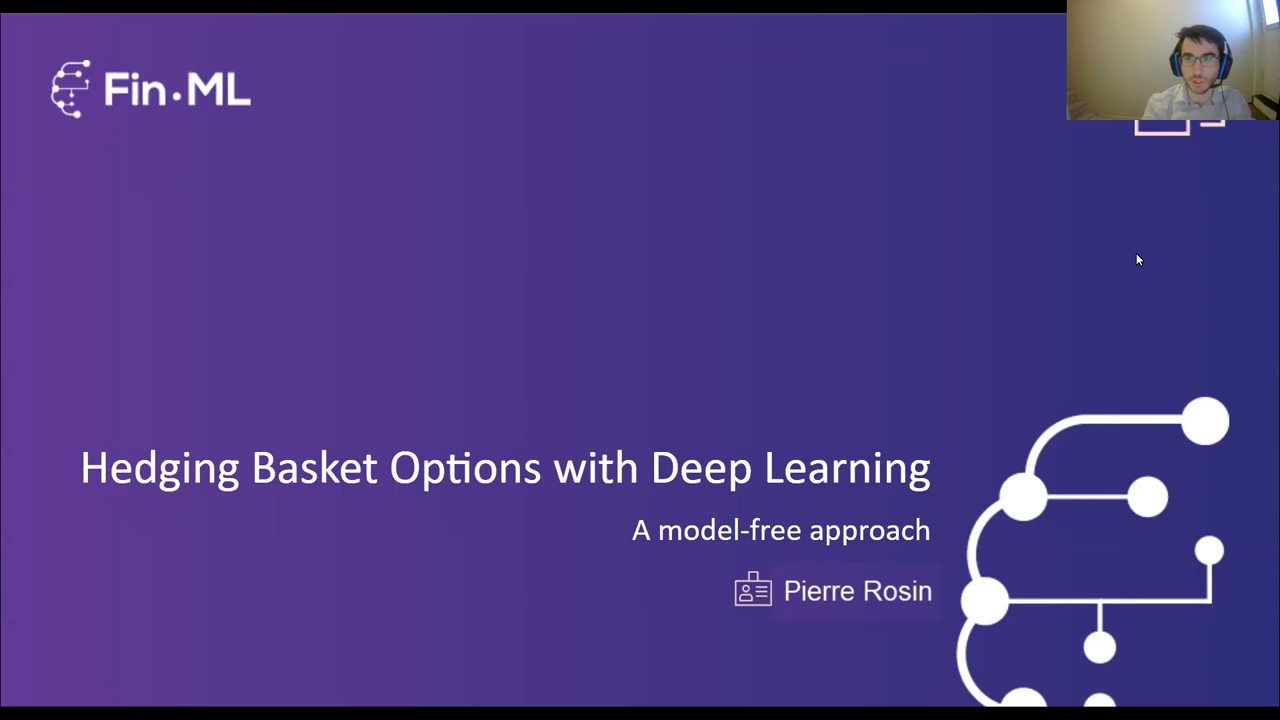 Fin·ML
Hedging Basket Options with Deep Learning
A model-free approach
Pierre Rosin